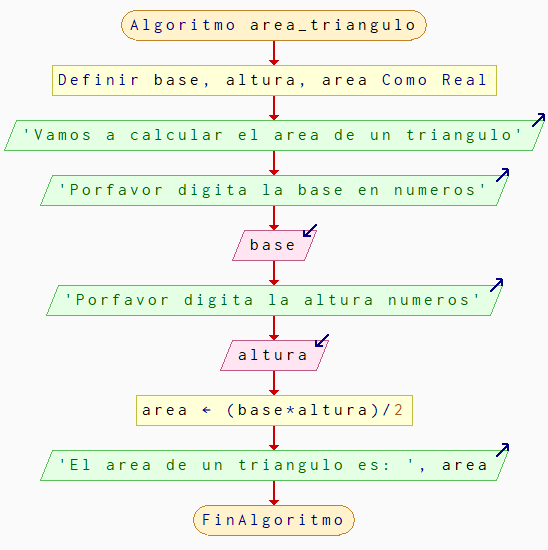 Algoritmo area_triangulo
Definir base, altura, area Como Real
'Vamos a calcular el area de un triangulo'
'Porfavor digita la base en numeros'
base
'Porfavor digita la altura numeros'
altura
area ← (base*altura)/2
'El area de un triangulo es: ', area
FinAlgoritmo